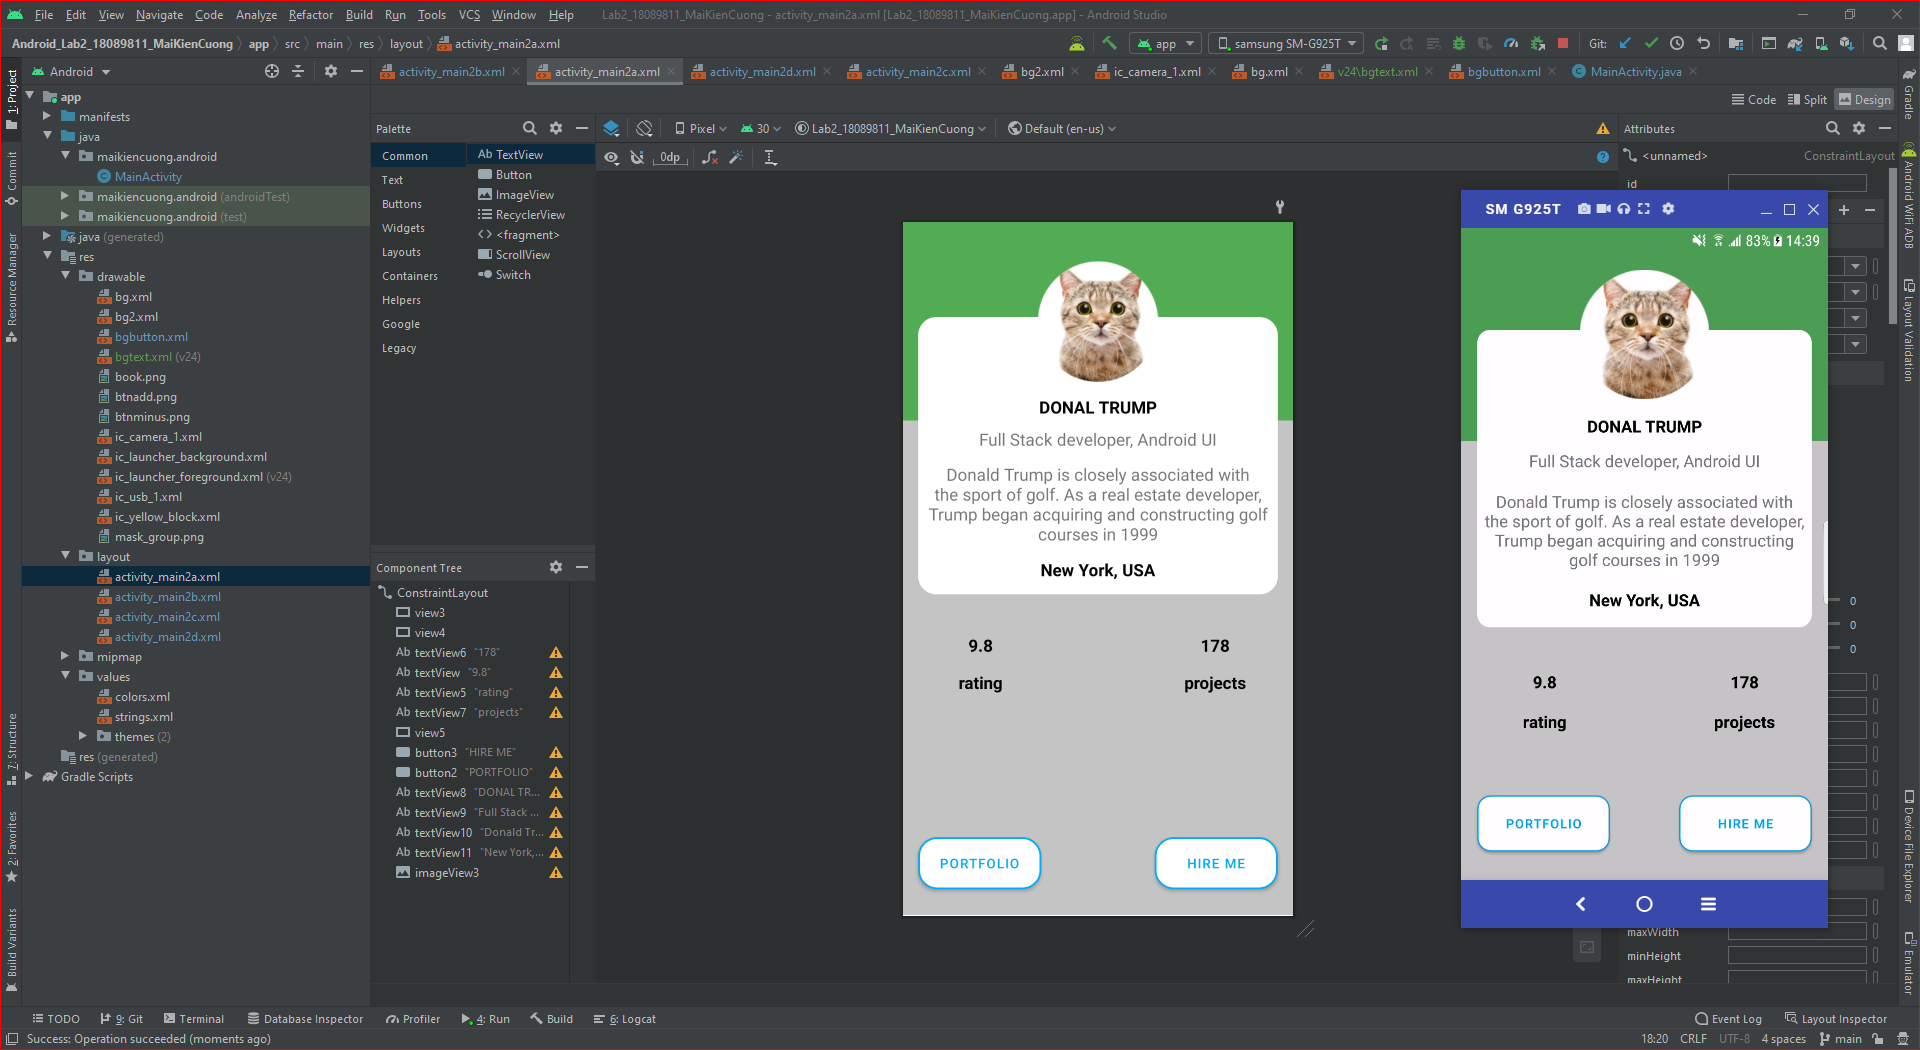 File Edit View Navigate Code Analyze Refactor Build Run Tools VCS Window Help Lab2_18089811_MaiKienCuong - activity_main2a.xml [Lab2_18089811_MaiKienCuong.app] - Android Studio
Android_Lab2_18089811_MaiKienCuong app src main res layout activity_main2a.xml app samsung SM-G925T Git:
Android
activity_main2b.xml activity_main2a.xml activity_main2d.xml activity_main2c.xml bg2.xml ic_camera_1.xml bg.xml v24\bgtext.xml bgbutton.xml MainActivity.java
Code Split Design
1: Project
Commit
Resource Manager
7: Structure
2: Favorites
Build Variants
app
manifests
java
maikiencuong.android
MainActivity
maikiencuong.android (androidTest)
maikiencuong.android (test)
java (generated)
res
drawable
bg.xml
bg2.xml
bgbutton.xml
bgtext.xml (v24)
book.png
btnadd.png
btnminus.png
ic_camera_1.xml
ic_launcher_background.xml
ic_launcher_foreground.xml (v24)
ic_usb_1.xml
ic_yellow_block.xml
mask_group.png
layout
activity_main2a.xml
activity_main2b.xml
activity_main2c.xml
activity_main2d.xml
mipmap
values
colors.xml
strings.xml
themes (2)
res (generated)
Gradle Scripts
Palette
Common
Text
Buttons
Widgets
Layouts
Containers
Helpers
Google
Legacy
Ab TextView
Button
ImageView
RecyclerView
<fragment>
ScrollView
Switch
Component Tree
ConstraintLayout
view3
view4
Ab textView6 "178"
Ab textView "9.8"
Ab textView5 "rating"
Ab textView7 "projects"
view5
button3 "HIRE ME"
button2 "PORTFOLIO"
Ab textView8 "DONAL TR...
Ab textView9 "Full Stack ...
Ab textView10 "Donald Tr...
Ab textView11 "New York,...
imageView3
Pixel 30 Lab2_18089811_MaiKienCuong Default (en-us)
0dp
DONAL TRUMP
Full Stack developer, Android UI
Donald Trump is closely associated with
the sport of golf. As a real estate developer,
Trump began acquiring and constructing golf
courses in 1999
New York, USA
9.8 178
rating projects
PORTFOLIO HIRE ME
Attributes
<unnamed> ConstraintLayout
id
SM G925T
83% 14:39
DONAL TRUMP
Full Stack developer, Android UI
Donald Trump is closely associated with
the sport of golf. As a real estate developer,
Trump began acquiring and constructing
golf courses in 1999
New York, USA
9.8 178
rating projects
PORTFOLIO HIRE ME
0
0
0
maxWidth
minHeight
maxHeight
Gradle
Android WiFi ADB
Layout Validation
Device File Explorer
Emulator
TODO 9: Git Terminal Database Inspector Profiler 4: Run Build 6: Logcat Event Log Layout Inspector
Success: Operation succeeded (moments ago) 18:20 CRLF UTF-8 4 spaces main